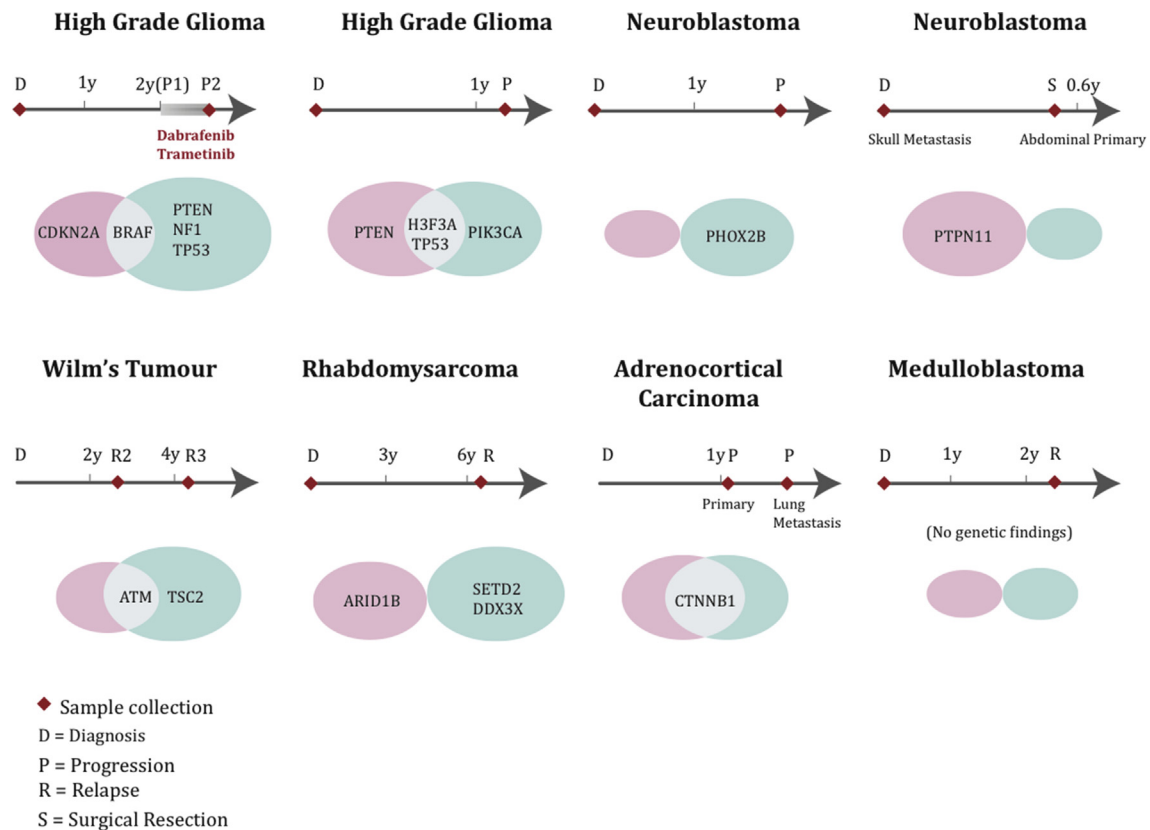 High Grade Glioma
D 1y 2y(P1) P2
Dabrafenib
Trametinib
CDKN2A BRAF PTEN
NF1
TP53
High Grade Glioma
D 1y P
PTEN H3F3A
TP53 PIK3CA
Neuroblastoma
D 1y P
PHOX2B
Neuroblastoma
D S 0.6y
Skull Metastasis Abdominal Primary
PTPN11
Wilm's Tumour
D 2y R2 4y R3
ATM TSC2
Rhabdomysarcoma
D 3y 6y R
ARID1B SETD2
DDX3X
Adrenocortical
Carcinoma
1y P P
Primary Lung
Metastasis
CTNNB1
Medulloblastoma
D 1y 2y R
(No genetic findings)
Sample collection
D = Diagnosis
P = Progression
R = Relapse
S = Surgical Resection